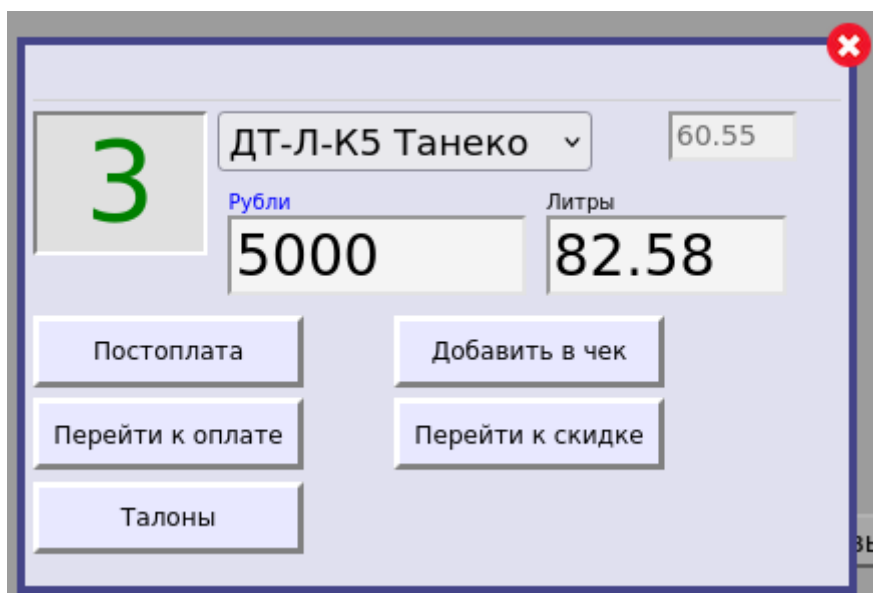 3
ДТ-Л-К5 Танеко
60.55
Рубли
Литры
5000
82.58
Постоплата
Добавить в чек
Перейти к оплате
Перейти к скидке
Талоны